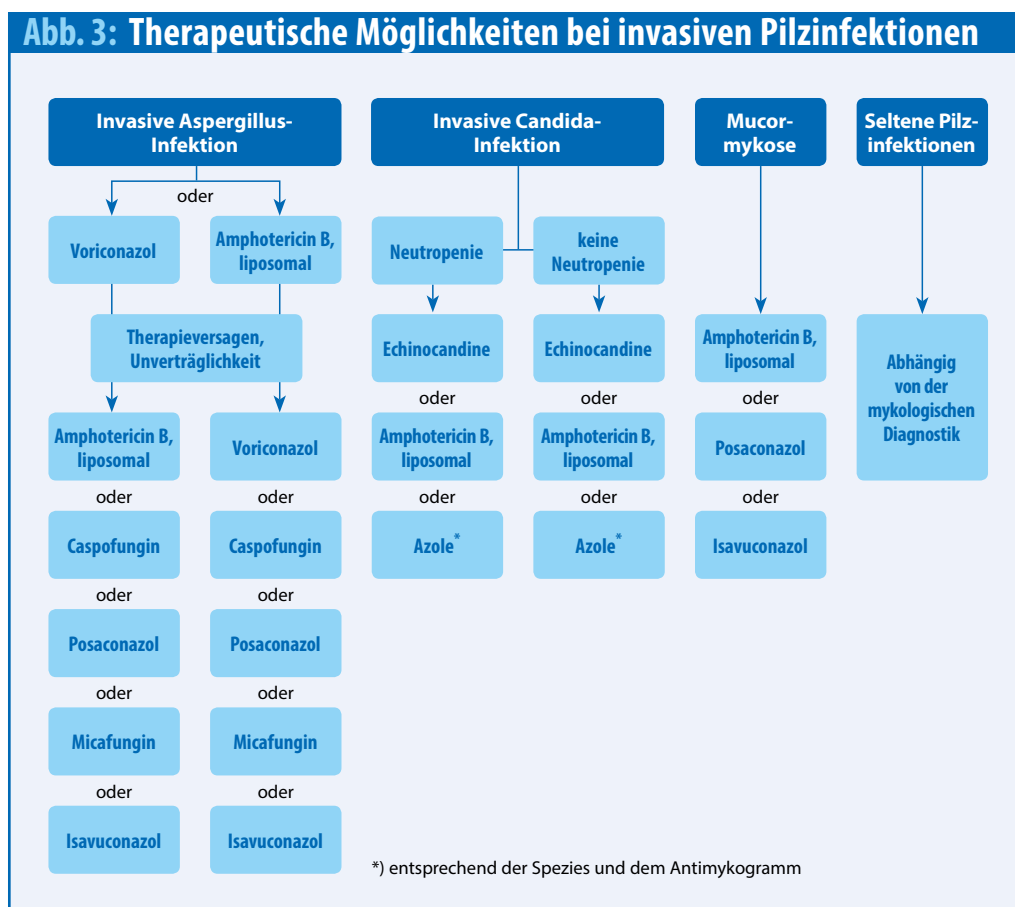 Abb. 3: Therapeutische Möglichkeiten bei invasiven Pilzinfektionen
Invasive Aspergillus-
Infektion
oder
Voriconazol
Amphotericin B,
liposomal
Therapieversagen,
Unverträglichkeit
Amphotericin B,
liposomal
oder
Caspofungin
oder
Posaconazol
oder
Micafungin
oder
Isavuconazol
Voriconazol
oder
Caspofungin
oder
Posaconazol
oder
Micafungin
oder
Isavuconazol
Invasive Candida-
Infektion
Neutropenie
Echinocandine
oder
Amphotericin B,
liposomal
oder
Azole*
keine
Neutropenie
Echinocandine
oder
Amphotericin B,
liposomal
oder
Azole*
Mucor-
mykose
Amphotericin B,
liposomal
oder
Posaconazol
oder
Isavuconazol
Seltene Pilz-
infektionen
Abhängig
von der
mykologischen
Diagnostik
*) entsprechend der Spezies und dem Antimykogramm